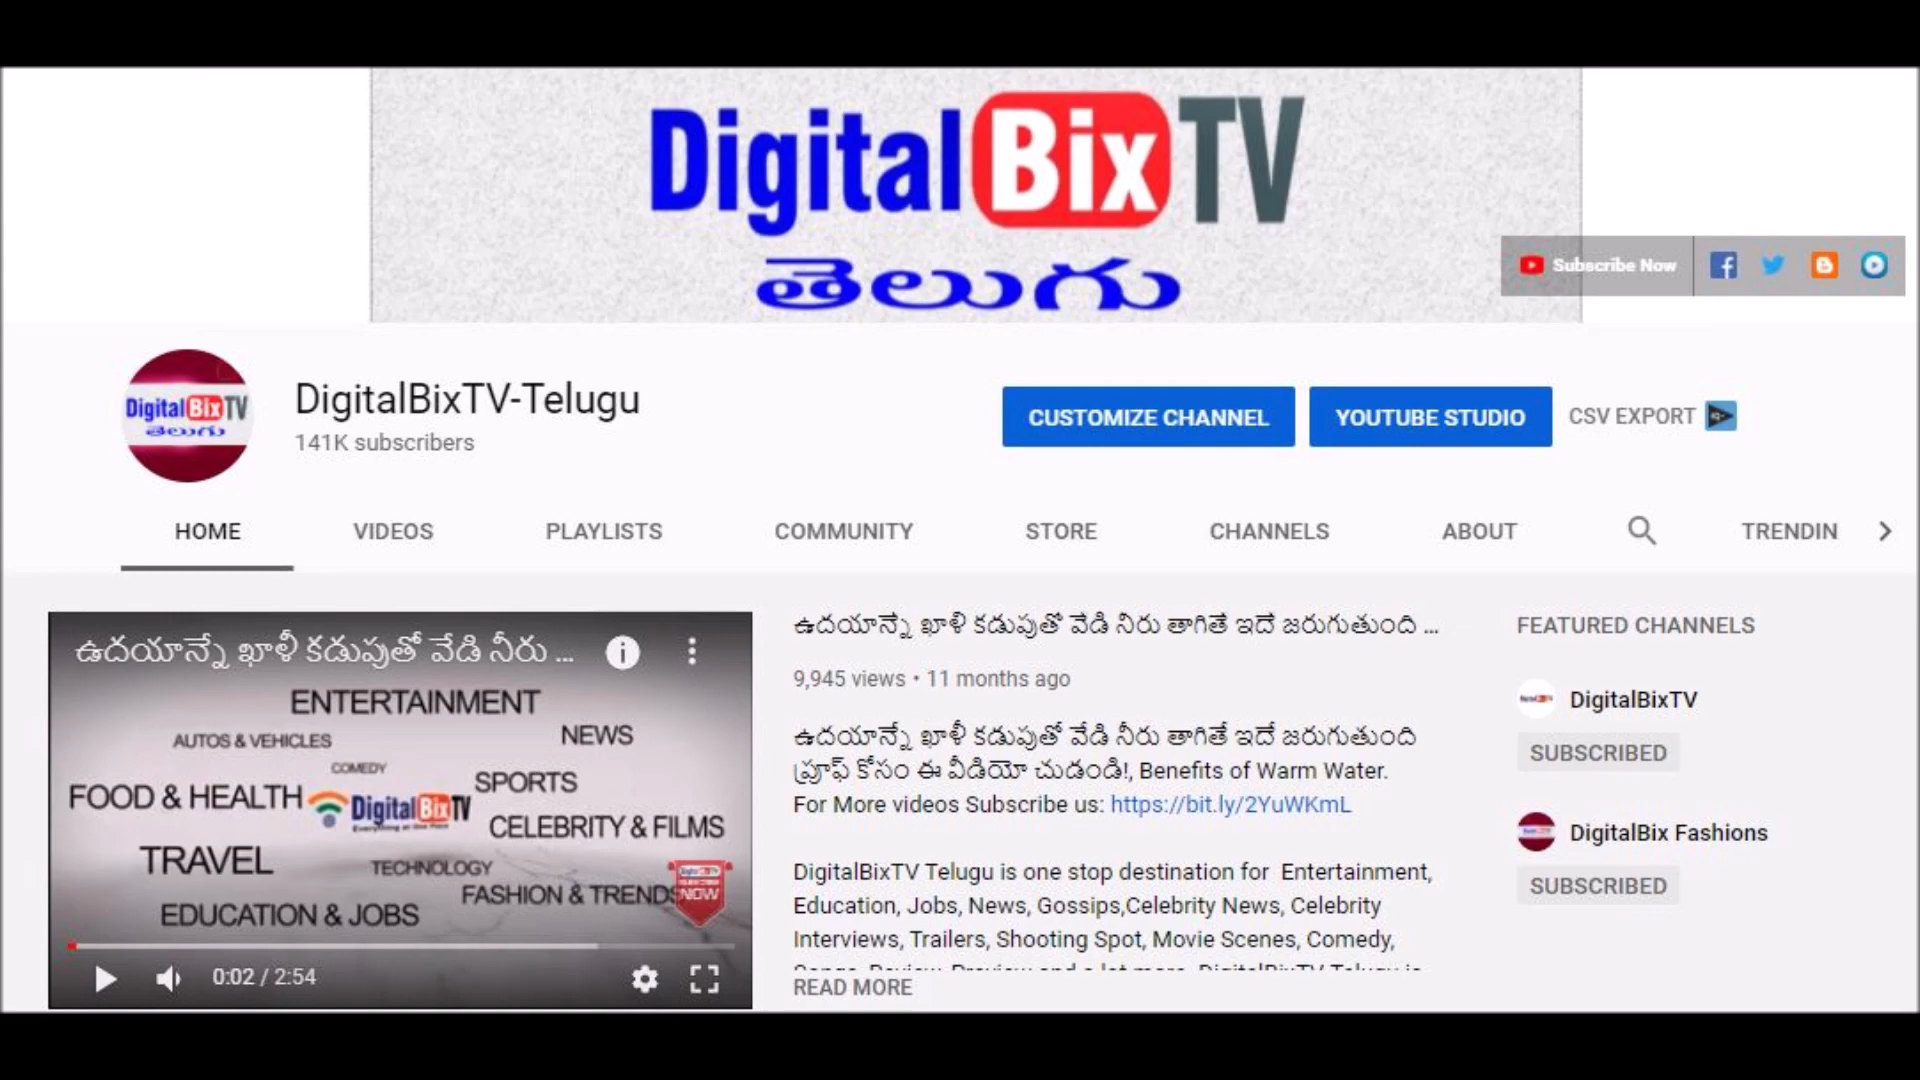 DigitalBixTV
తెలుగు
Subscribe Now
DigitalBixTV
తెలుగు
DigitalBixTV-Telugu
141K subscribers
CUSTOMIZE CHANNEL
YOUTUBE STUDIO
CSV EXPORT
HOME
VIDEOS
PLAYLISTS
COMMUNITY
STORE
CHANNELS
ABOUT
TRENDIN
ఉదయాన్నే ఖాళీ కడుపుతో వేడి నీరు ...
ENTERTAINMENT
AUTOS & VEHICLES
NEWS
COMEDY
SPORTS
FOOD & HEALTH
DigitalBixTV
Everything at One Place
CELEBRITY & FILMS
TRAVEL
TECHNOLOGY
FASHION & TRENDS
NOW
EDUCATION & JOBS
0:02 / 2:54
ఉదయాన్నే ఖాళీ కడుపుతో వేడి నీరు తాగితే ఇదే జరుగుతుంది ...
9,945 views • 11 months ago
ఉదయాన్నే ఖాళీ కడుపుతో వేడి నీరు తాగితే ఇదే జరుగుతుంది
ప్రూఫ్ కోసం ఈ వీడియో చుడండి!, Benefits of Warm Water.
For More videos Subscribe us: https://bit.ly/2YuWKmL
DigitalBixTV Telugu is one stop destination for Entertainment,
Education, Jobs, News, Gossips,Celebrity News, Celebrity
Interviews, Trailers, Shooting Spot, Movie Scenes, Comedy,
READ MORE
FEATURED CHANNELS
DigitalBixTV
SUBSCRIBED
DigitalBix Fashions
SUBSCRIBED